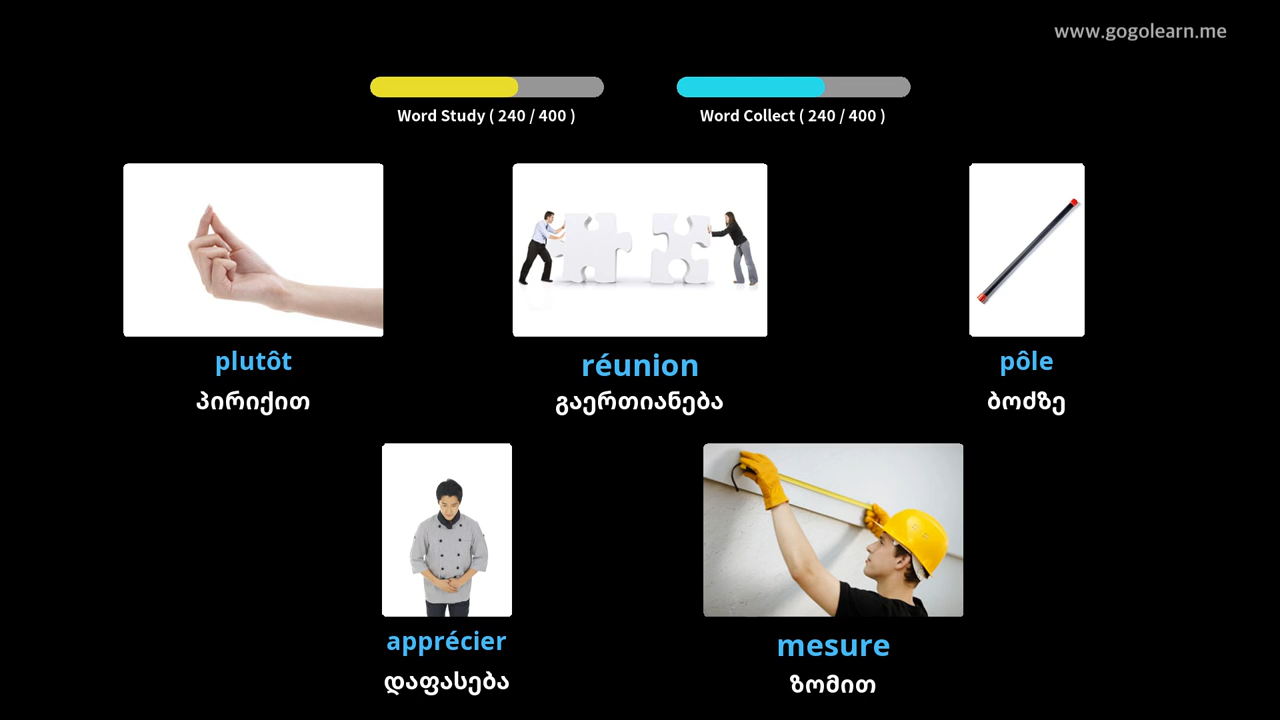 www.gogolearn.me
Word Study ( 240 / 400 )
Word Collect ( 240 / 400 )
plutôt
réunion
pôle
პირიქით
გაერთიანება
ბოძზე
apprécier
mesure
დაფასება
ზომით